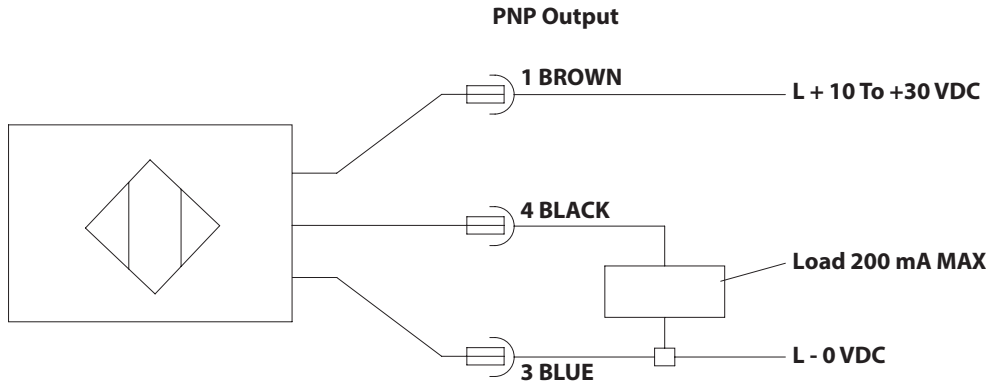 PNP Output
1 BROWN
L + 10 To +30 VDC
4 BLACK
Load 200 mA MAX
L - 0 VDC
3 BLUE